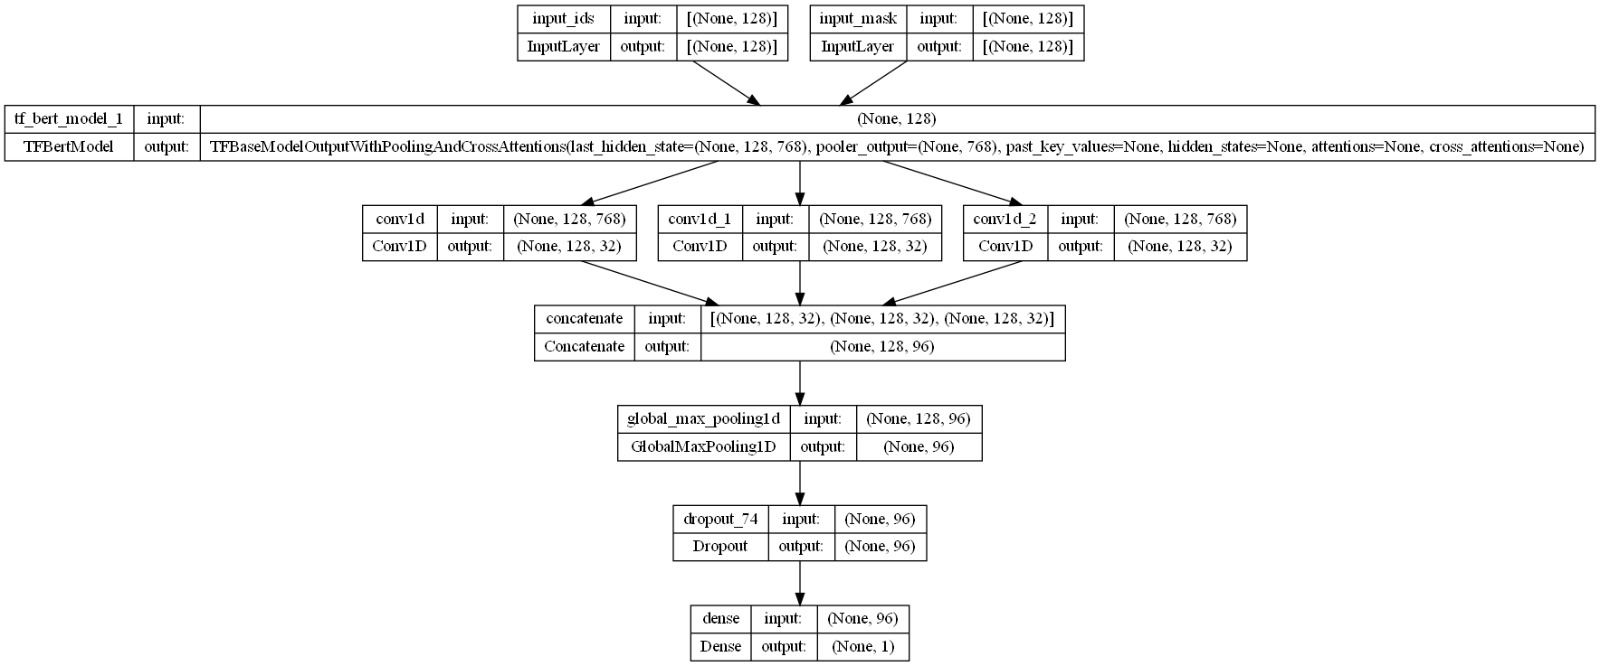 input_ids input: [(None, 128)]
InputLayer output: [(None, 128)]
input_mask input: [(None, 128)]
InputLayer output: [(None, 128)]
tf_bert_model_1 input: (None, 128)
TFBertModel output: TFBaseModelOutputWithPoolingAndCrossAttentions(last_hidden_state=(None, 128, 768), pooler_output=(None, 768), past_key_values=None, hidden_states=None, attentions=None, cross_attentions=None)
conv1d input: (None, 128, 768)
Conv1D output: (None, 128, 32)
conv1d_1 input: (None, 128, 768)
Conv1D output: (None, 128, 32)
conv1d_2 input: (None, 128, 768)
Conv1D output: (None, 128, 32)
concatenate input: [(None, 128, 32), (None, 128, 32), (None, 128, 32)]
Concatenate output: (None, 128, 96)
global_max_pooling1d input: (None, 128, 96)
GlobalMaxPooling1D output: (None, 96)
dropout_74 input: (None, 96)
Dropout output: (None, 96)
dense input: (None, 96)
Dense output: (None, 1)